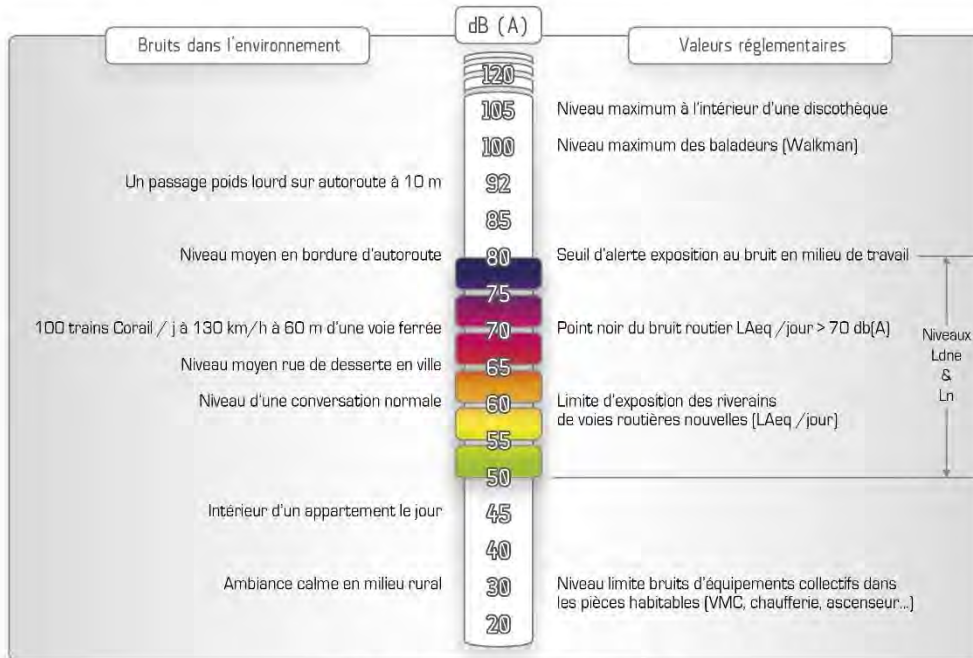 dB (A)
Bruits dans l'environnement
Valeurs réglementaires
120
105
Niveau maximum à l'intérieur d'une discothèque
100
Niveau maximum des baladeurs (Walkman)
Un passage poids lourd sur autoroute à 10 m
92
85
Niveau moyen en bordure d'autoroute
80
Seuil d'alerte exposition au bruit en milieu de travail
75
100 trains Corail / j à 130 km/h à 60 m d'une voie ferrée
70
Point noir du bruit routier LAeq /jour > 70 db(A)
Niveau moyen rue de desserte en ville
65
Niveau d'une conversation normale
60
Limite d'exposition des riverains
de voies routières nouvelles (LAeq /jour)
Niveaux
Ldne
&
Ln
55
50
Intérieur d'un appartement le jour
45
40
Ambiance calme en milieu rural
30
Niveau limite bruits d'équipements collectifs dans
les pièces habitables (VMC, chaufferie, ascenseur...)
20